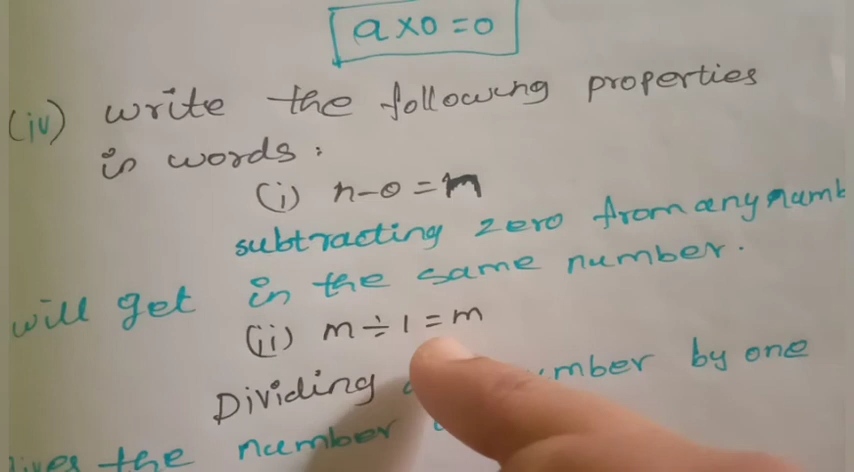 a×0=0
(iv) write the following properties
in words:
(i) n-0=m
subtracting zero from any numb
will get in the same number.
(ii) m÷1=m
Dividing by one
the number